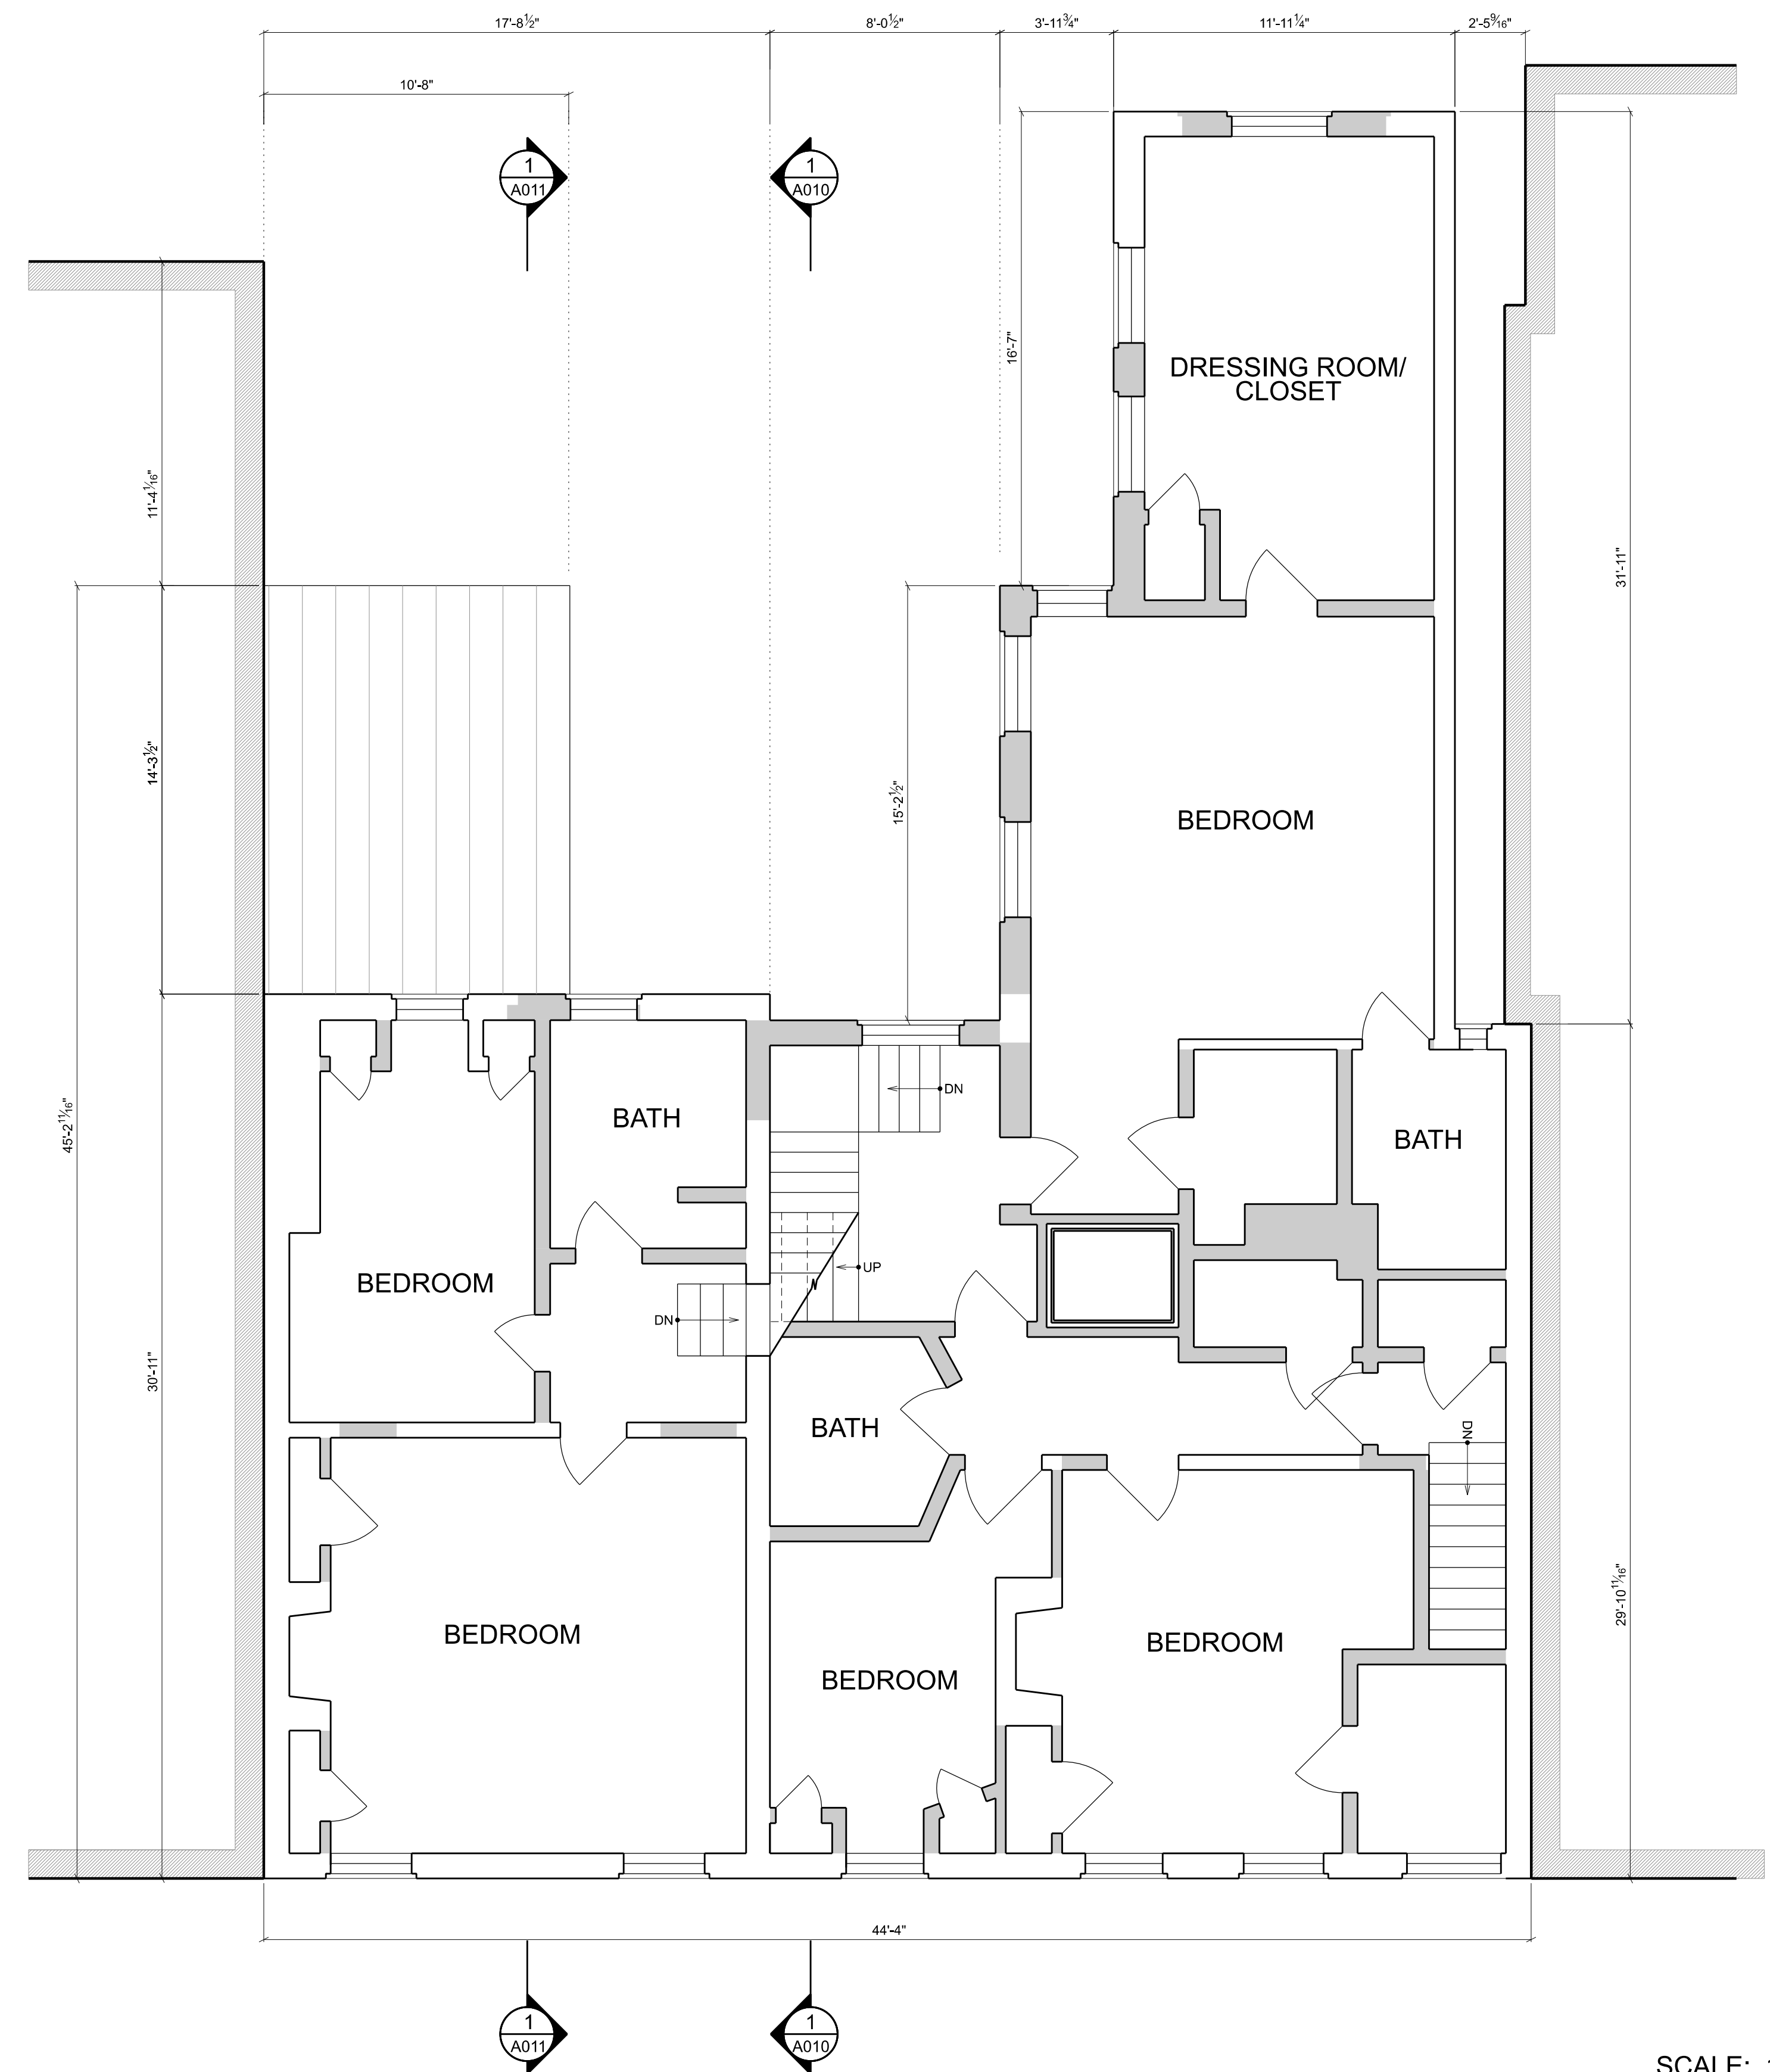 17'-8½" 8'-0½" 3'-11¾" 11'-11¼" 2'-5⁹⁄₁₆"
10'-8"
1 1
A011 A010
16'-7"
DRESSING ROOM/
CLOSET
11'-4¹⁄₁₆"
31'-11"
14'-3½"
15'-2½"
BEDROOM
DN
45'-2¹¹⁄₁₆"
BATH
BATH
UP
BEDROOM
DN
30'-11"
BATH
DN
29'-10¹¹⁄₁₆"
BEDROOM
BEDROOM
BEDROOM
44'-4"
1 1
A011 A010
SCALE: